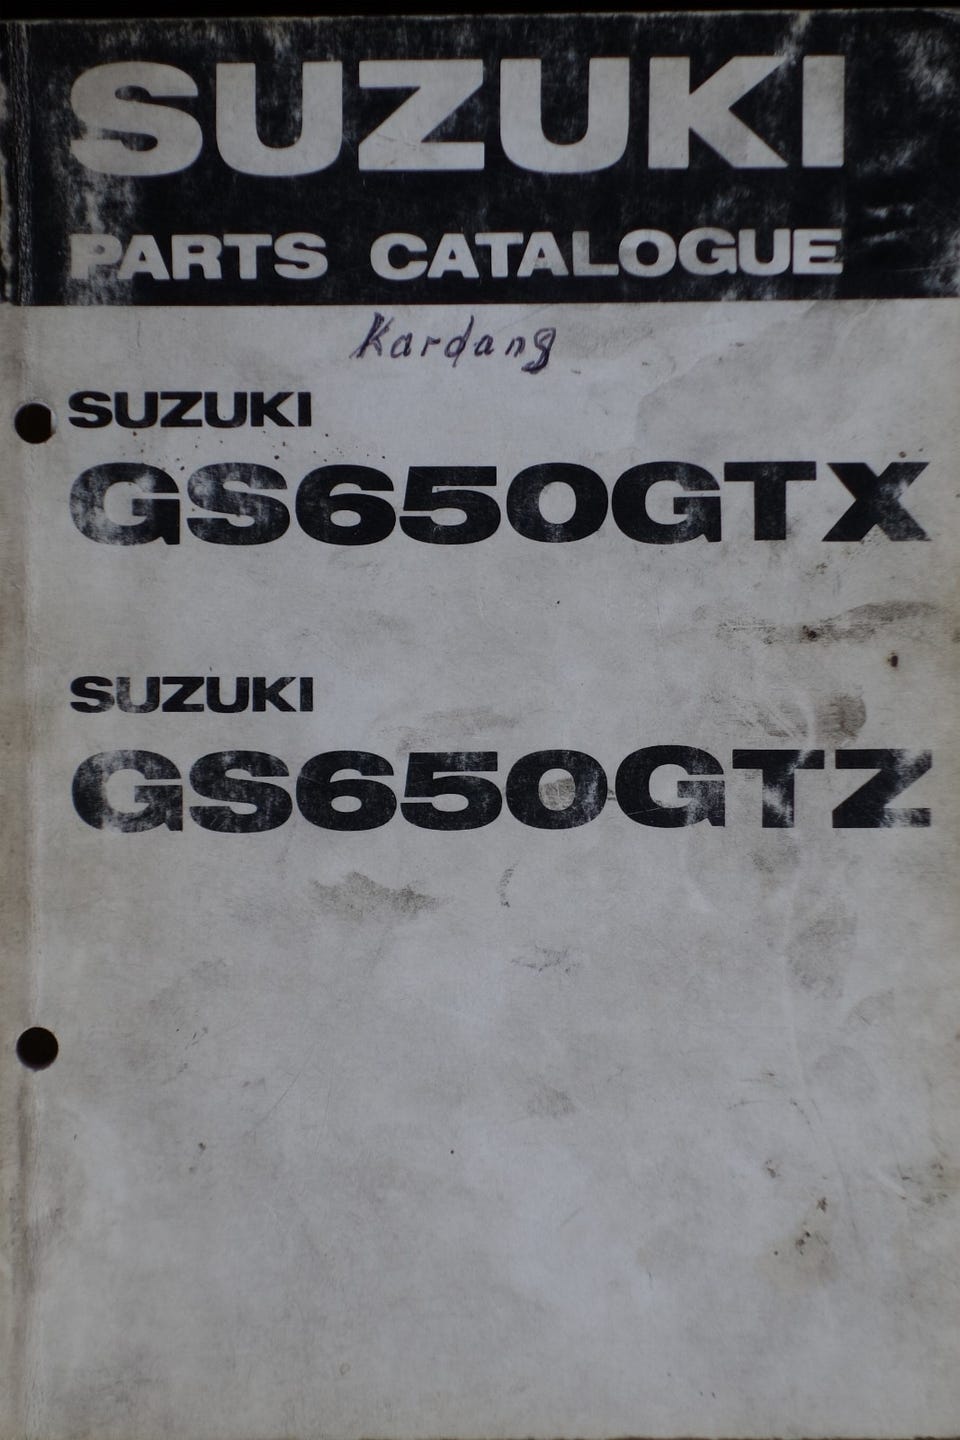 SUZUKI
PARTS CATALOGUE
Kardang
SUZUKI
GS650GTX
SUZUKI
GS650GTZ